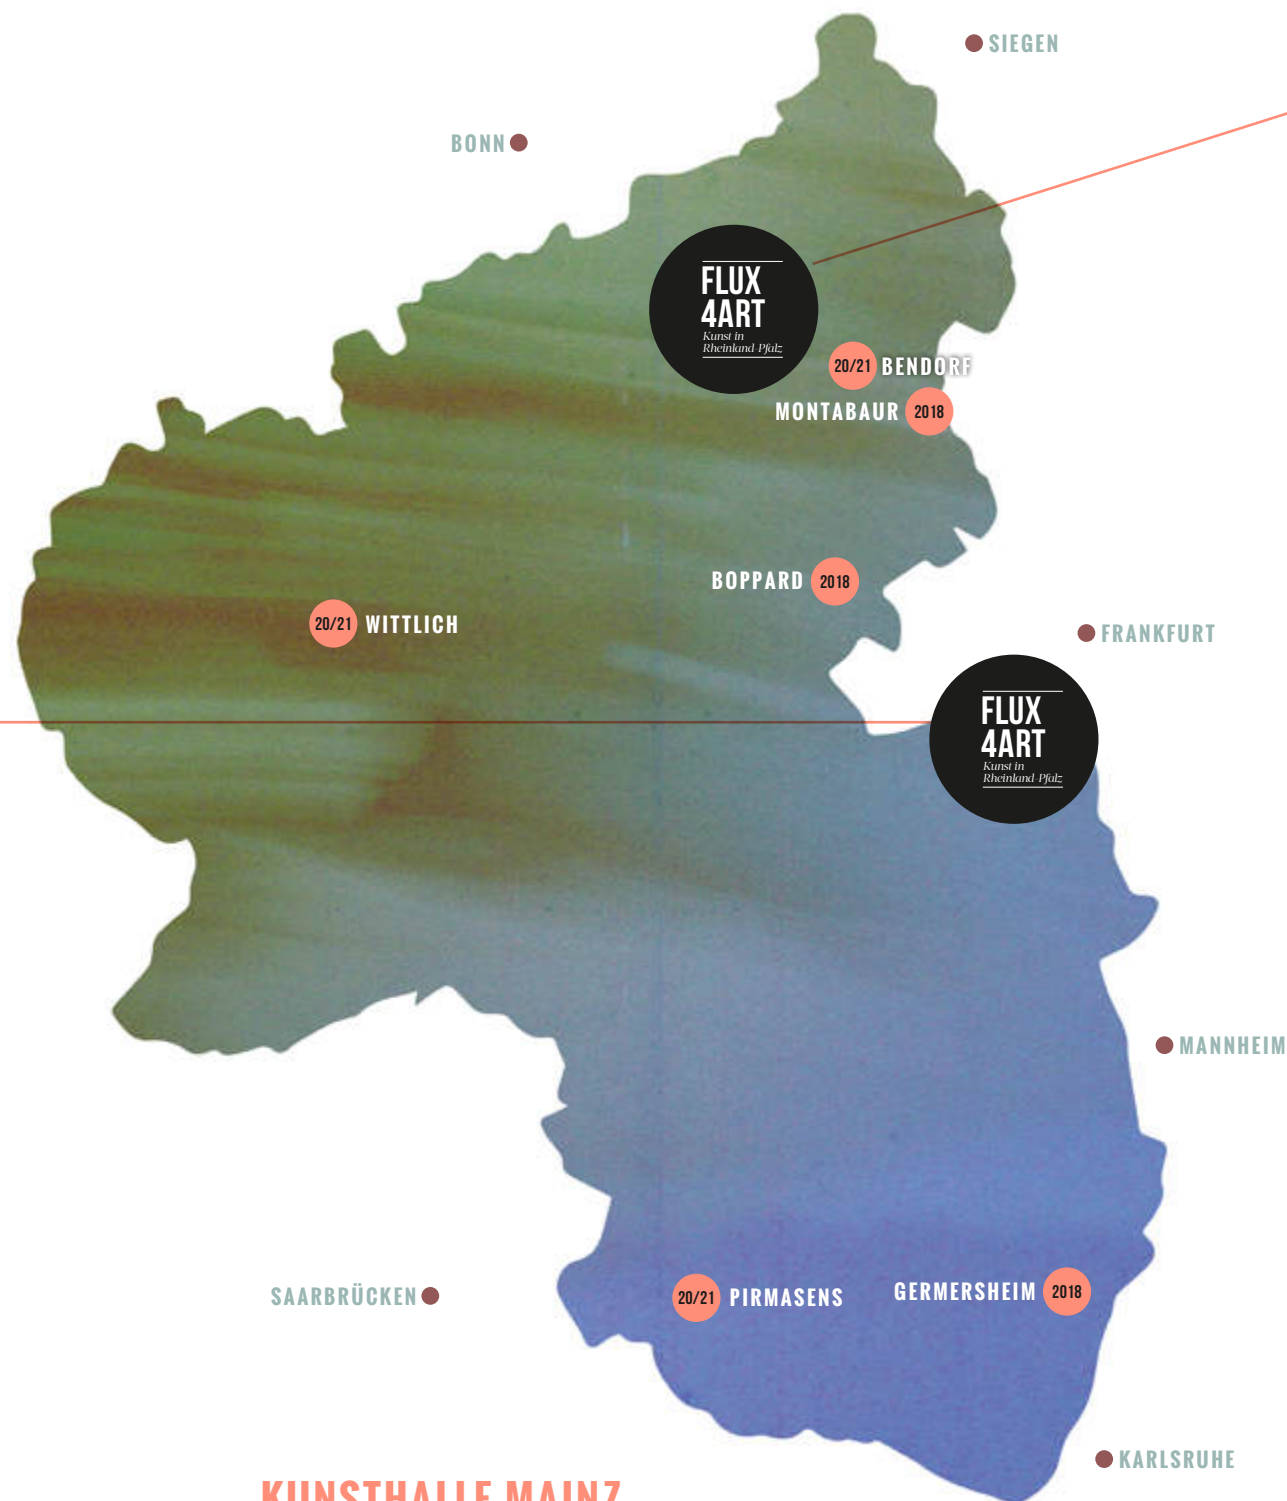 SIEGEN
BONN
FLUX
4ART
Kunst in
Rheinland-Pfalz
20/21 BENDORF
MONTABAUR 2018
BOPPARD 2018
20/21 WITTLICH
FRANKFURT
FLUX
4ART
Kunst in
Rheinland-Pfalz
MANNHEIM
SAARBRÜCKEN
20/21 PIRMASENS
GERMERSHEIM 2018
KARLSRUHE
KUNSTHALLE MAINZ